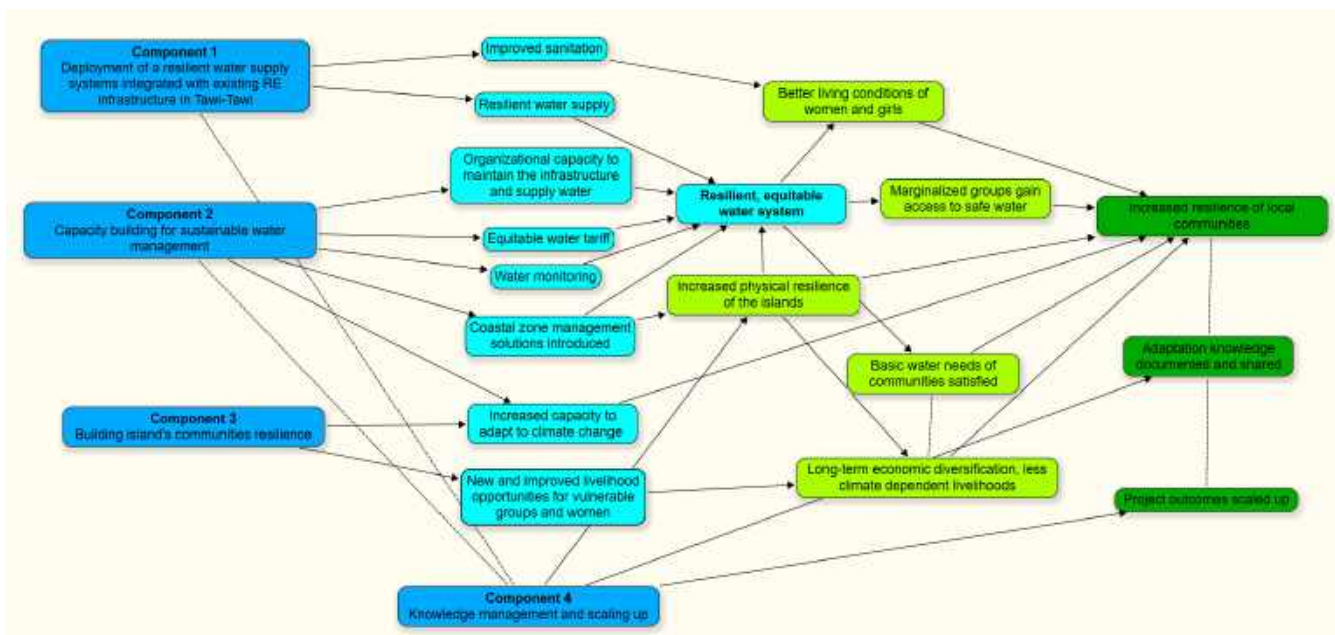 Component 1
Deployment of a resilient water supply
systems integrated with existing RE
infrastructure in Tawi-Tawi
Improved sanitation
Resilient water supply
Better living conditions of
women and girls
Organizational capacity to
maintain the infrastructure
and supply water
Resilient, equitable
water system
Marginalized groups gain
access to safe water
Increased resilience of local
communities
Component 2
Capacity building for sustainable water
management
Equitable water tariff
Water monitoring
Increased physical resilience
of the islands
Coastal zone management
solutions introduced
Basic water needs of
communities satisfied
Adaptation knowledge
documenties and shared
Component 3
Building island's communities resilience
Increased capacity to
adapt to climate change
New and improved livelihood
opportunities for vulnerable
groups and women
Long-term economic diversification, less
climate dependent livelihoods
Project outcomes scaled up
Component 4
Knowledge management and scaling up